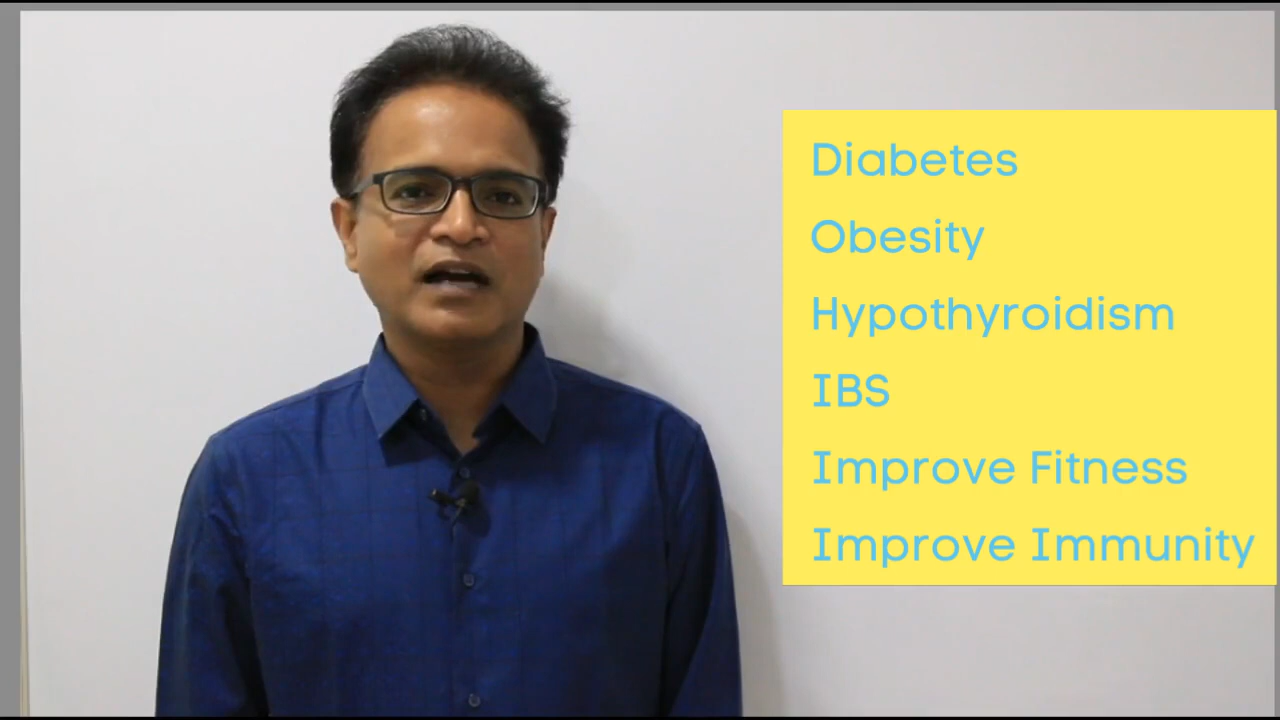 Diabetes
Obesity
Hypothyroidism
IBS
Improve Fitness
Improve Immunity